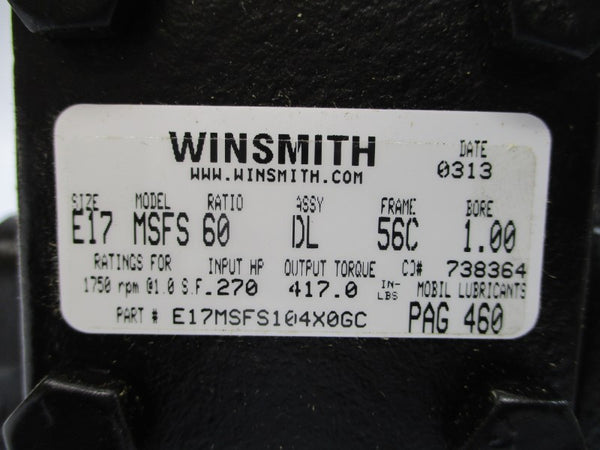 WINSMITH
WWW.WINSMITH.COM
DATE
0313
SIZE MODEL RATIO ASSY FRAME BORE
E17 MSFS 60 DL 56C 1.00
RATINGS FOR INPUT HP OUTPUT TORQUE CO# 738364
1750 rpm @1.0 S.F. .270 417.0 IN-LBS MOBIL LUBRICANTS
PART # E17MSFS104X0GC PAG 460